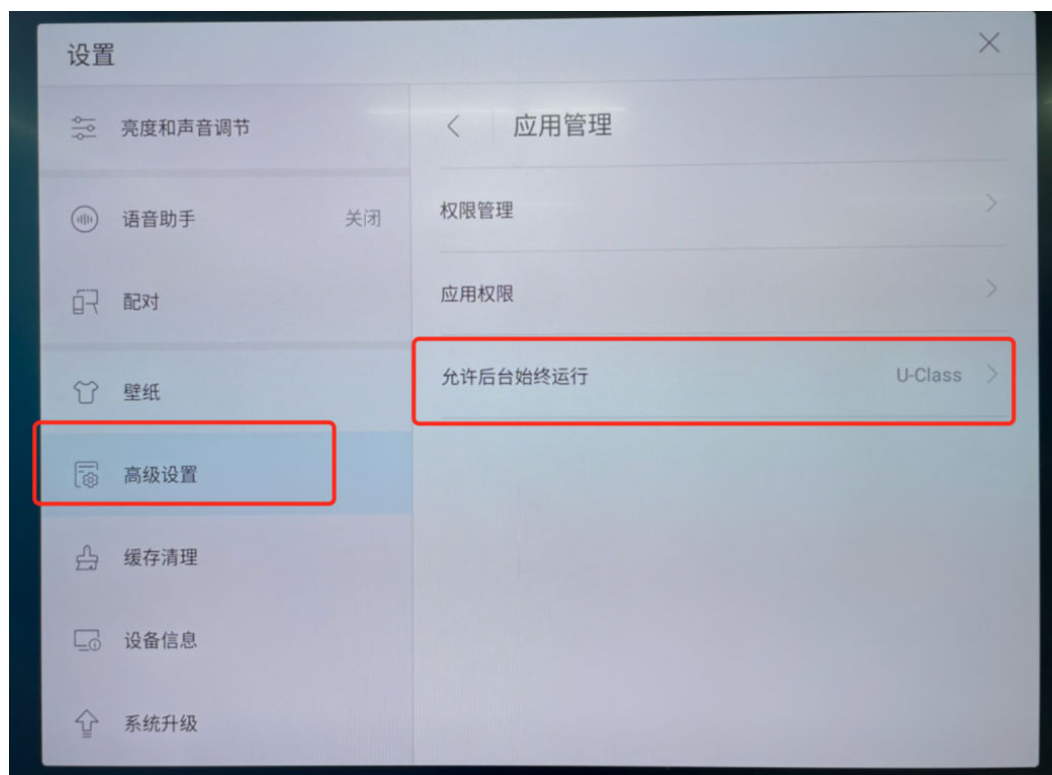 设置
亮度和声音调节
语音助手 关闭
配对
壁纸
高级设置
缓存清理
设备信息
系统升级
应用管理
权限管理
应用权限
允许后台始终运行 U-Class